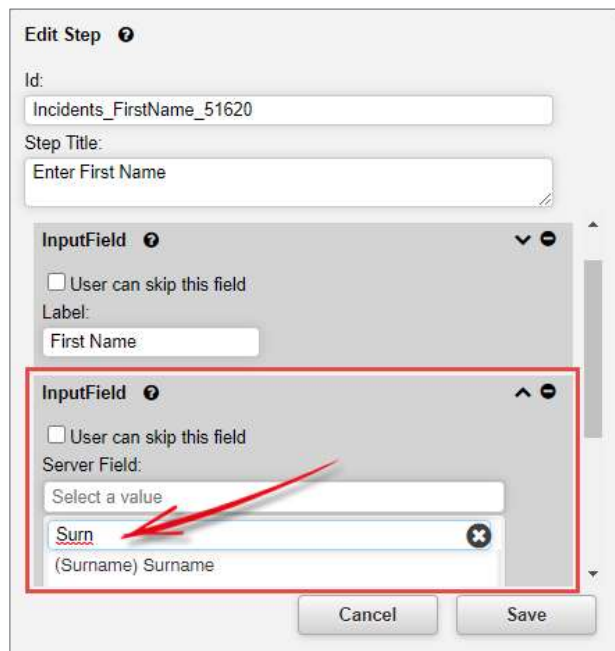 Edit Step
Id:
Incidents_FirstName_51620
Step Title:
Enter First Name
InputField
User can skip this field
Label:
First Name
InputField
User can skip this field
Server Field:
Select a value
Surn
(Surname) Surname
Cancel Save